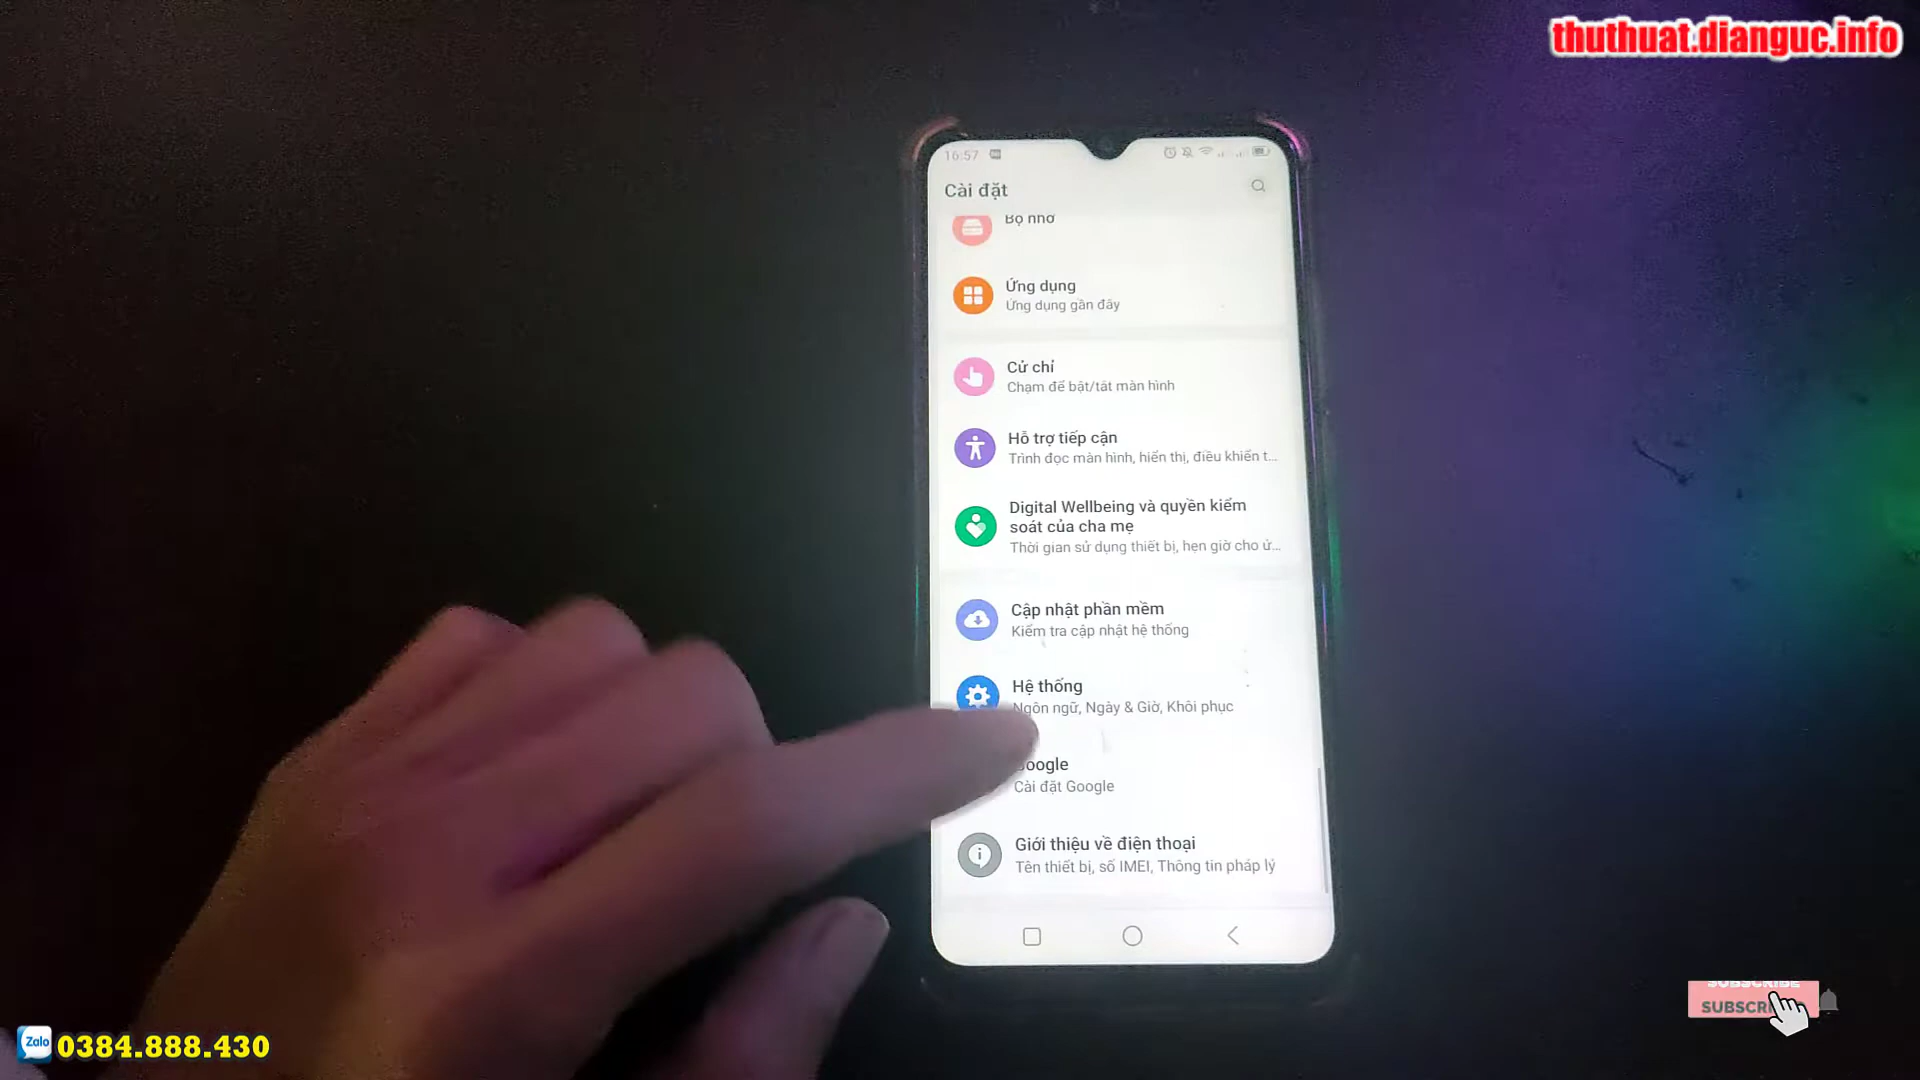 thuthuat.dianguc.info
16:57
Cài đặt
Bộ nhớ
Ứng dụng
Ứng dụng gần đây
Cử chỉ
Chạm để bật/tắt màn hình
Hỗ trợ tiếp cận
Trình đọc màn hình, hiển thị, điều khiển t...
Digital Wellbeing và quyền kiểm
soát của cha mẹ
Thời gian sử dụng thiết bị, hẹn giờ cho ứ...
Cập nhật phần mềm
Kiểm tra cập nhật hệ thống
Hệ thống
Ngôn ngữ, Ngày & Giờ, Khôi phục
Google
Cài đặt Google
Giới thiệu về điện thoại
Tên thiết bị, số IMEI, Thông tin pháp lý
SUBSCRIBE
Zalo 0384.888.430